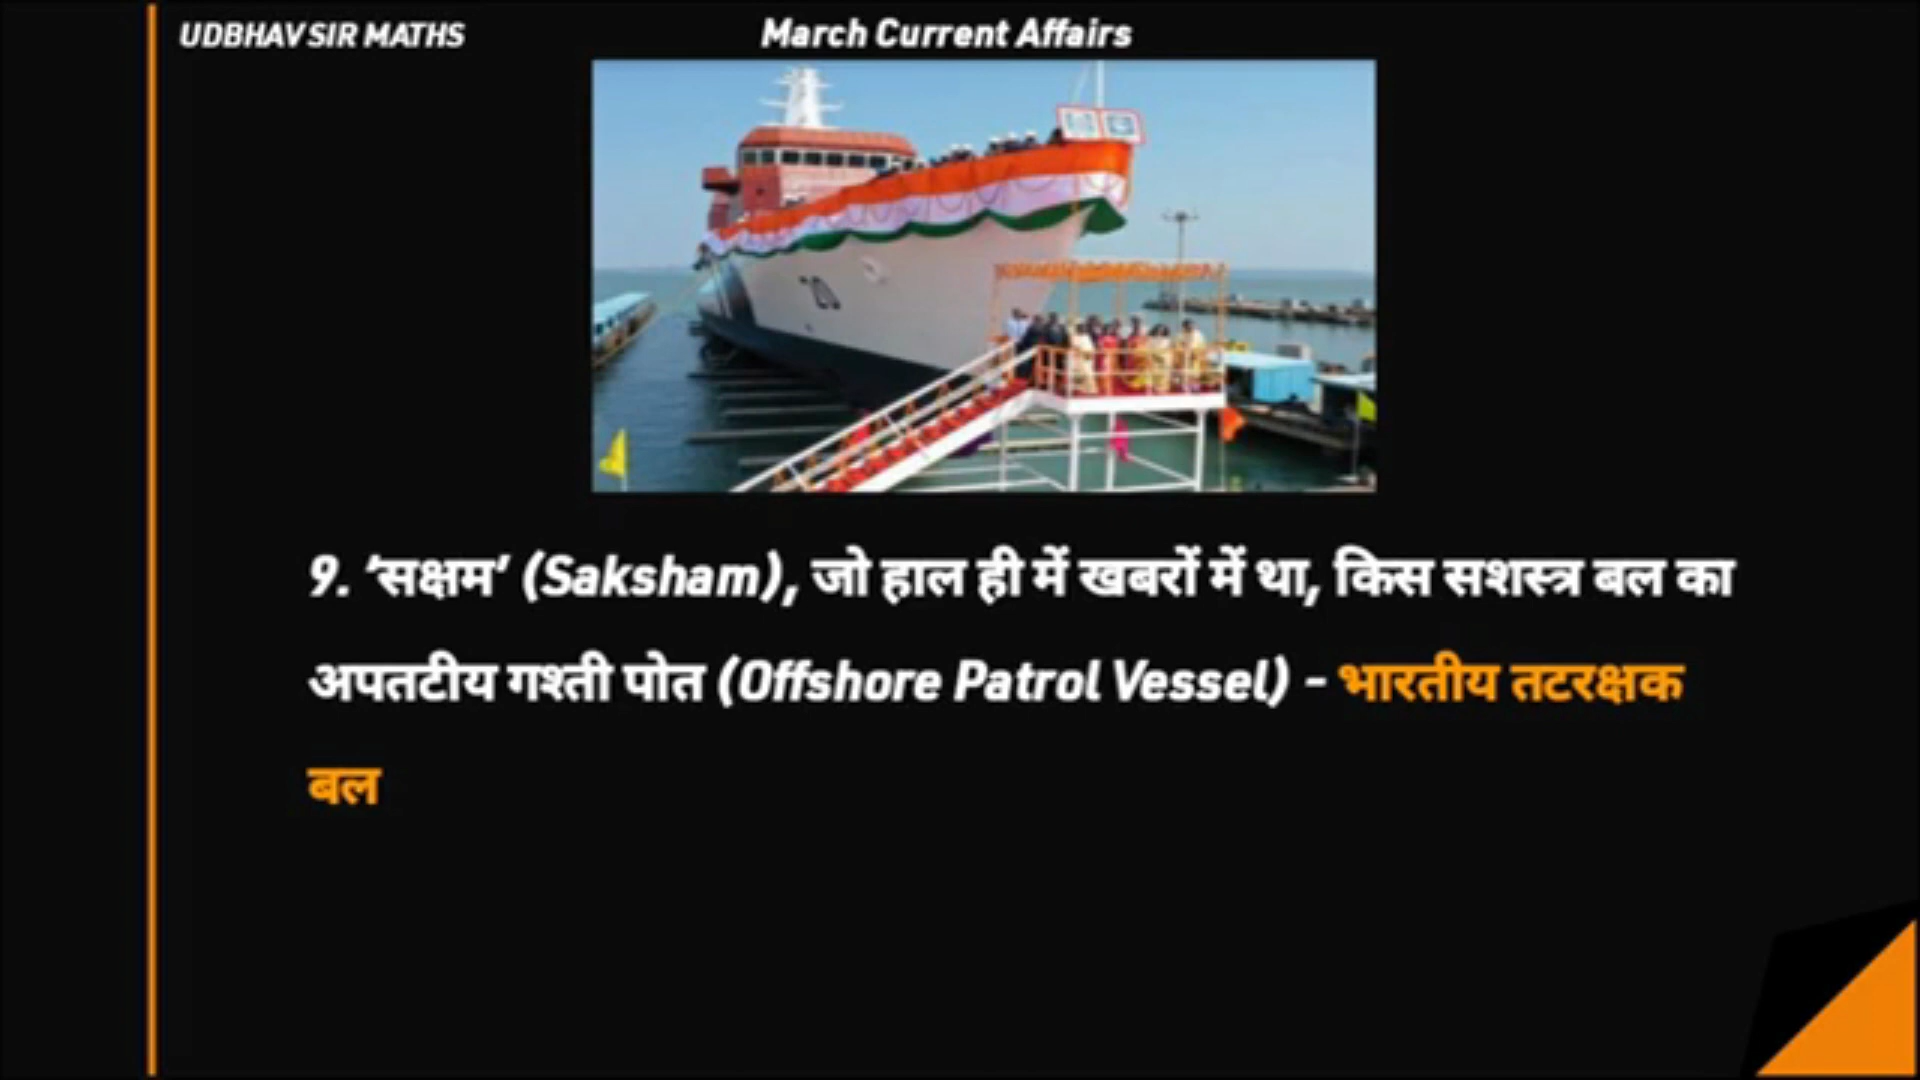 UDBHAV SIR MATHS
March Current Affairs
9. ‘सक्षम’ (Saksham), जो हाल ही में खबरों में था, किस सशस्त्र बल का
अपतटीय गश्ती पोत (Offshore Patrol Vessel) - भारतीय तटरक्षक
बल